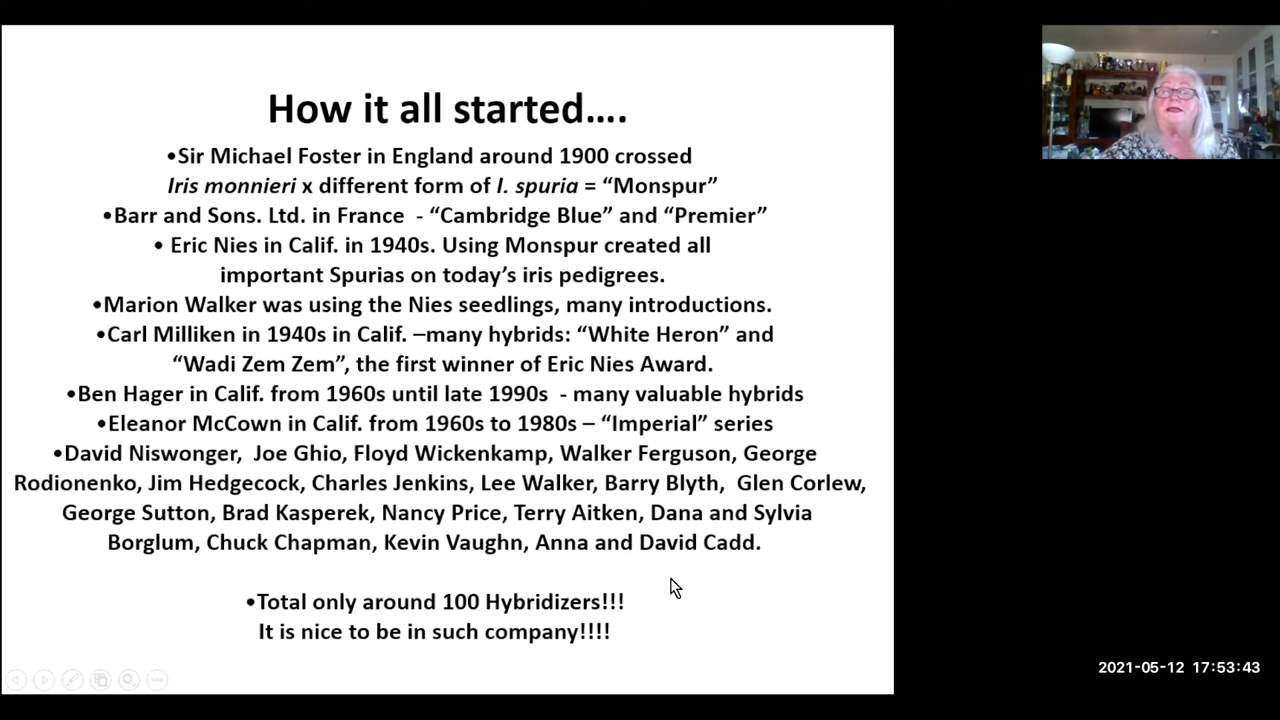 How it all started....
•Sir Michael Foster in England around 1900 crossed
Iris monnieri x different form of I. spuria = “Monspur”
•Barr and Sons. Ltd. in France - “Cambridge Blue” and “Premier”
• Eric Nies in Calif. in 1940s. Using Monspur created all
important Spurias on today’s iris pedigrees.
•Marion Walker was using the Nies seedlings, many introductions.
•Carl Milliken in 1940s in Calif. –many hybrids: “White Heron” and
“Wadi Zem Zem”, the first winner of Eric Nies Award.
•Ben Hager in Calif. from 1960s until late 1990s - many valuable hybrids
•Eleanor McCown in Calif. from 1960s to 1980s – “Imperial” series
•David Niswonger, Joe Ghio, Floyd Wickenkamp, Walker Ferguson, George
Rodionenko, Jim Hedgecock, Charles Jenkins, Lee Walker, Barry Blyth, Glen Corlew,
George Sutton, Brad Kasperek, Nancy Price, Terry Aitken, Dana and Sylvia
Borglum, Chuck Chapman, Kevin Vaughn, Anna and David Cadd.
•Total only around 100 Hybridizers!!!
It is nice to be in such company!!!!
2021-05-12 17:53:43